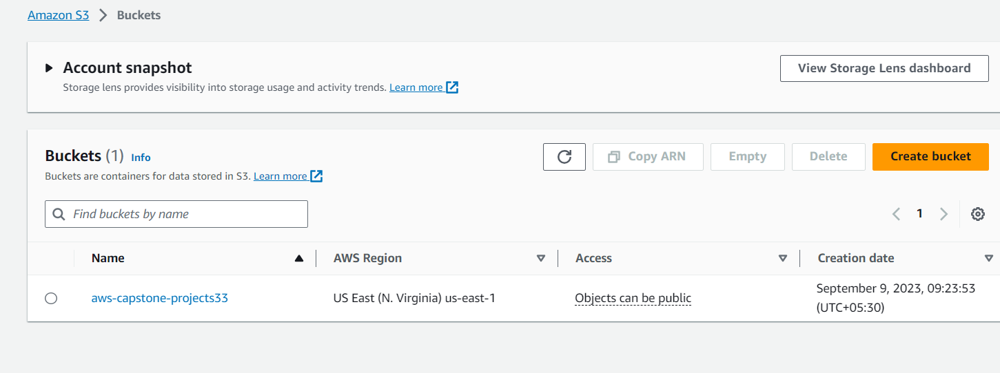 Amazon S3 > Buckets
Account snapshot
View Storage Lens dashboard
Storage lens provides visibility into storage usage and activity trends. Learn more
Buckets (1) Info
Copy ARN Empty Delete Create bucket
Buckets are containers for data stored in S3. Learn more
Find buckets by name
1
Name AWS Region Access Creation date
aws-capstone-projects33 US East (N. Virginia) us-east-1 Objects can be public September 9, 2023, 09:23:53
(UTC+05:30)